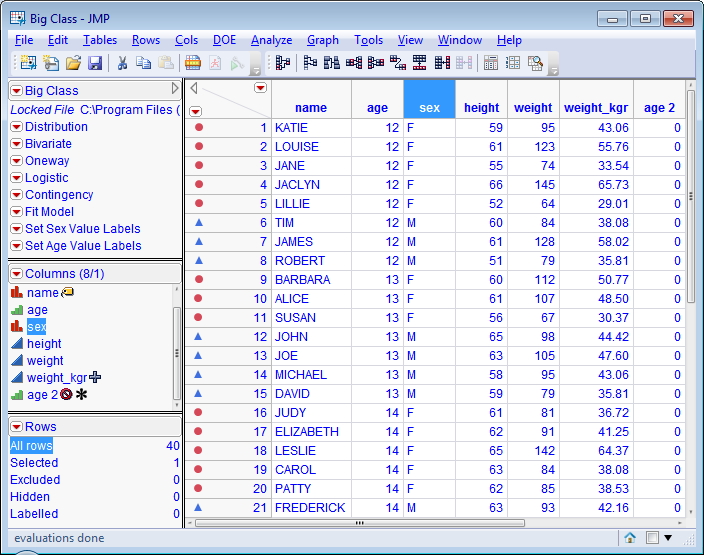 Big Class - JMP
File Edit Tables Rows Cols DOE Analyze Graph Tools View Window Help
Big Class
Locked File C:\Program Files (
Distribution
Bivariate
Oneway
Logistic
Contingency
Fit Model
Set Sex Value Labels
Set Age Value Labels
Columns (8/1)
name
age
sex
height
weight
weight_kgr
age 2
Rows
All rows 40
Selected 1
Excluded 0
Hidden 0
Labelled 0
name age sex height weight weight_kgr age 2
1 KATIE 12 F 59 95 43.06 0
2 LOUISE 12 F 61 123 55.76 0
3 JANE 12 F 55 74 33.54 0
4 JACLYN 12 F 66 145 65.73 0
5 LILLIE 12 F 52 64 29.01 0
6 TIM 12 M 60 84 38.08 0
7 JAMES 12 M 61 128 58.02 0
8 ROBERT 12 M 51 79 35.81 0
9 BARBARA 13 F 60 112 50.77 0
10 ALICE 13 F 61 107 48.50 0
11 SUSAN 13 F 56 67 30.37 0
12 JOHN 13 M 65 98 44.42 0
13 JOE 13 M 63 105 47.60 0
14 MICHAEL 13 M 58 95 43.06 0
15 DAVID 13 M 59 79 35.81 0
16 JUDY 14 F 61 81 36.72 0
17 ELIZABETH 14 F 62 91 41.25 0
18 LESLIE 14 F 65 142 64.37 0
19 CAROL 14 F 63 84 38.08 0
20 PATTY 14 F 62 85 38.53 0
21 FREDERICK 14 M 63 93 42.16 0
evaluations done